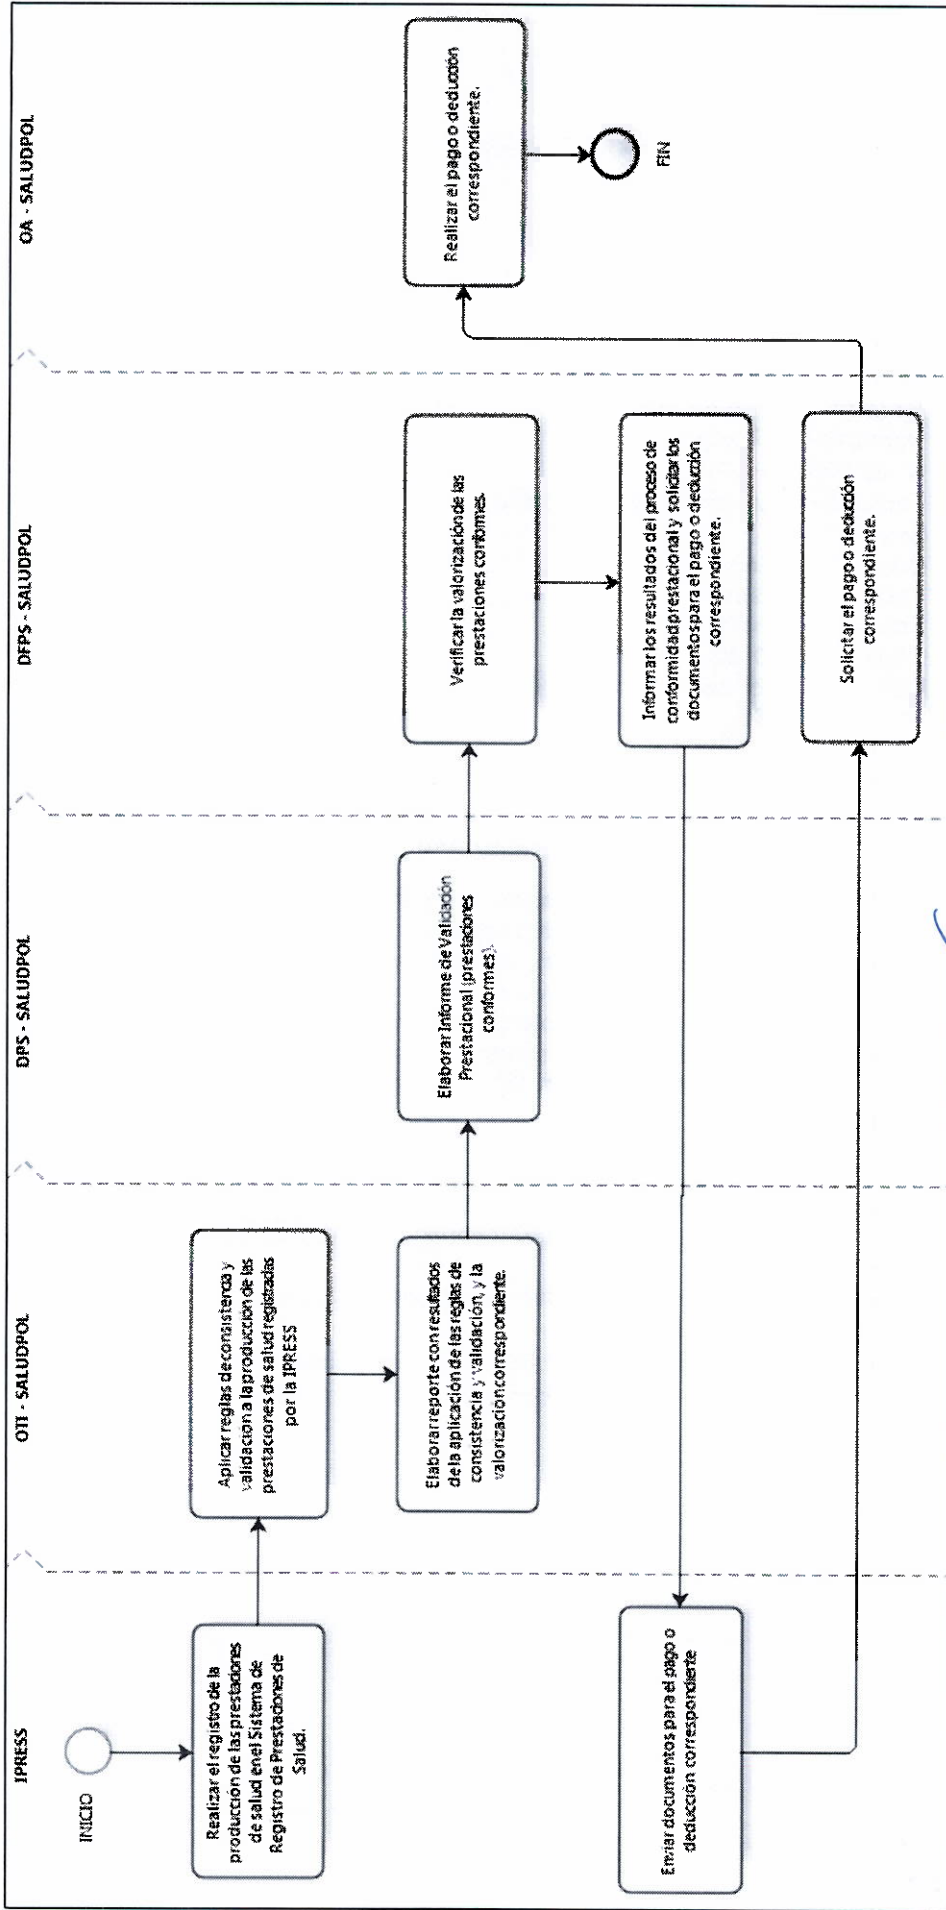 IPRESS
OTI - SALUDPOL
DPS - SALUDPOL
DFPS - SALUDPOL
OA - SALUDPOL
INICIO
Realizar el registro de la
producción de las prestaciones
de salud en el Sistema de
Registro de Prestaciones de
Salud.
Aplicar reglas de consistencia y
validación a la producción de las
prestaciones de salud registradas
por la IPRESS
Elaborar reporte con resultados
de la aplicación de las reglas de
consistencia y validación, y la
valorización correspondiente.
Elaborar Informe de Validación
Prestacional (prestaciones
conformes).
Verificar la valorización de las
prestaciones conformes.
Informar los resultados del proceso de
conformidad prestacional y solicitar los
documentos para el pago o deducción
correspondiente.
Enviar documentos para el pago o
deducción correspondiente
Solicitar el pago o deducción
correspondiente.
Realizar el pago o deducción
correspondiente.
FIN